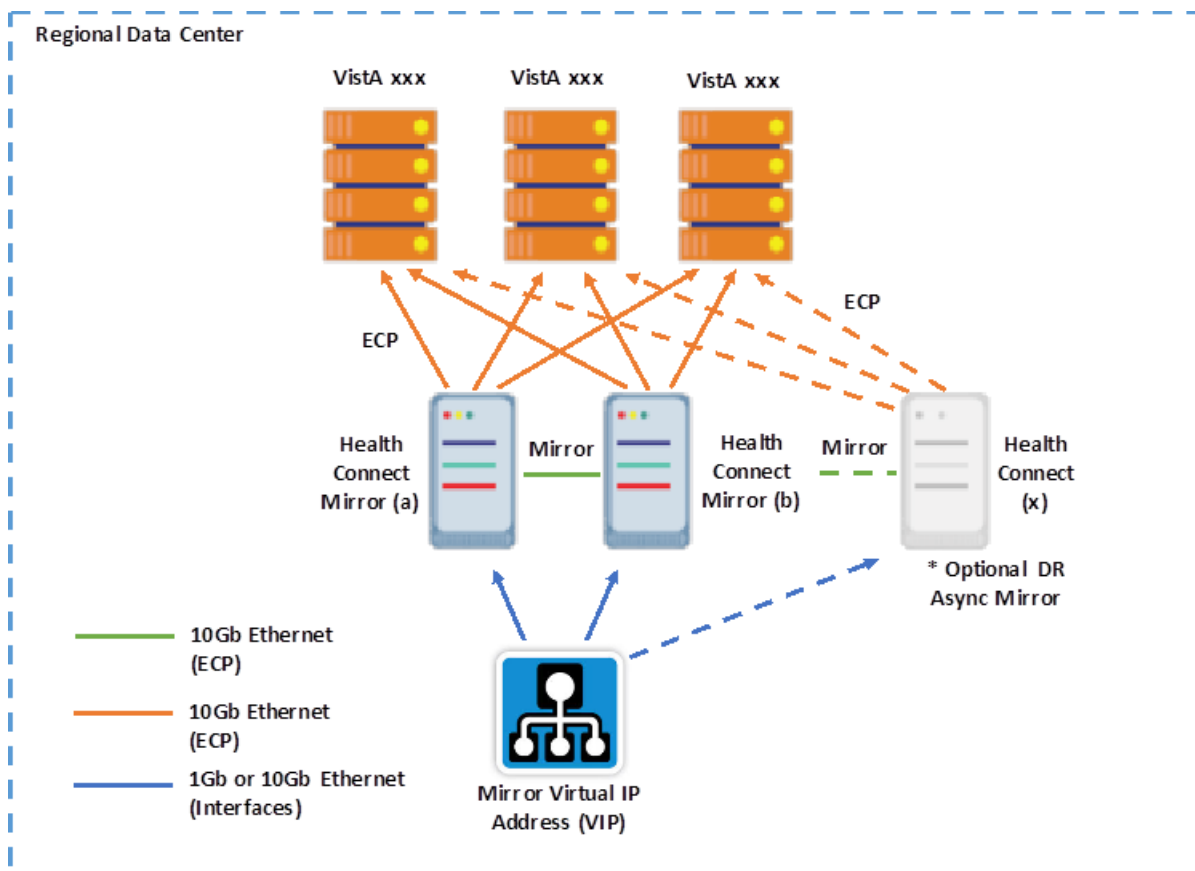 Regional Data Center
VistA xxx
VistA xxx
VistA xxx
ECP
ECP
Health
Connect
Mirror (a)
Mirror
Health
Connect
Mirror (b)
Mirror
Health
Connect
(x)
* Optional DR
Async Mirror
10Gb Ethernet
(ECP)
10Gb Ethernet
(ECP)
1Gb or 10Gb Ethernet
(Interfaces)
Mirror Virtual IP
Address (VIP)